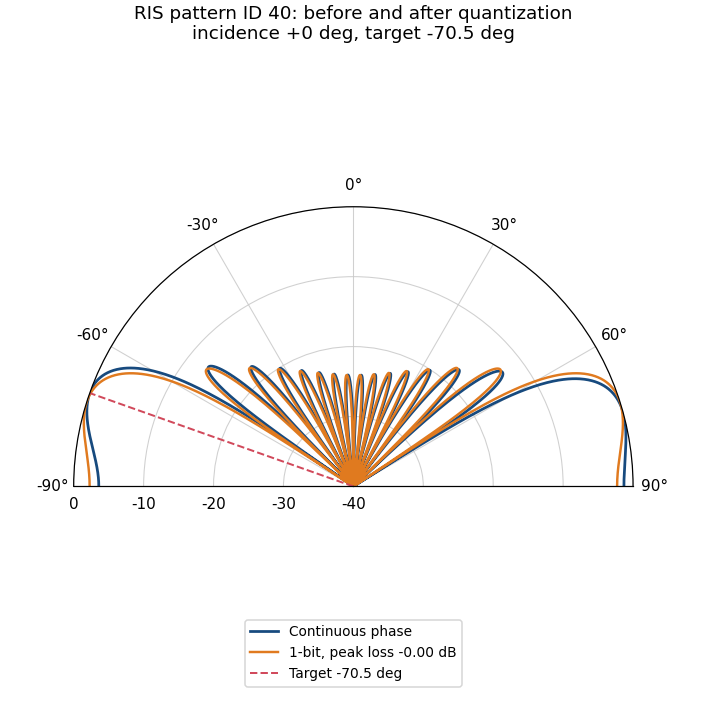 RIS pattern ID 40: before and after quantization
incidence +0 deg, target -70.5 deg
0°
-30°
30°
-60°
60°
-90°
90°
0
-10
-20
-30
-40
Continuous phase
1-bit, peak loss -0.00 dB
Target -70.5 deg